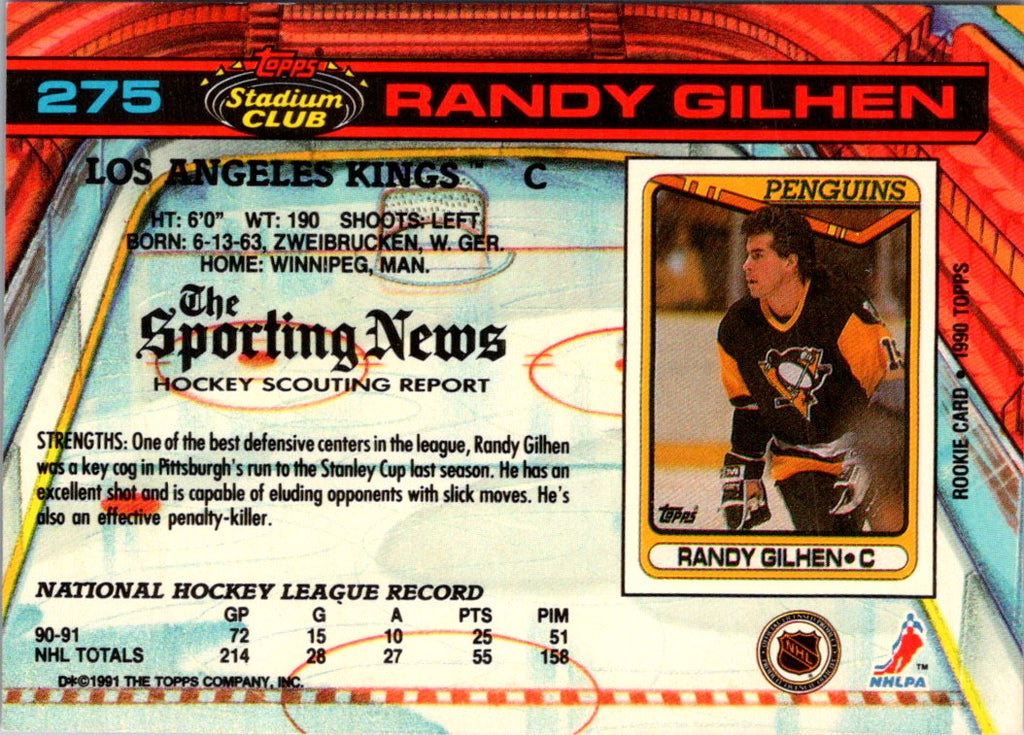 275
Topps
Stadium
CLUB
RANDY GILHEN
LOS ANGELES KINGS™ C
HT: 6'0" WT: 190 SHOOTS: LEFT
BORN: 6-13-63, ZWEIBRUCKEN, W. GER.
HOME: WINNIPEG, MAN.
The
Sporting News
HOCKEY SCOUTING REPORT
STRENGTHS: One of the best defensive centers in the league, Randy Gilhen
was a key cog in Pittsburgh's run to the Stanley Cup last season. He has an
excellent shot and is capable of eluding opponents with slick moves. He's
also an effective penalty-killer.
NATIONAL HOCKEY LEAGUE RECORD
GP G A PTS PIM
90-91 72 15 10 25 51
NHL TOTALS 214 28 27 55 158
D*©1991 THE TOPPS COMPANY, INC.
PENGUINS
Topps
RANDY GILHEN • C
ROOKIE CARD • 1990 TOPPS
NHL
NHLPA
™